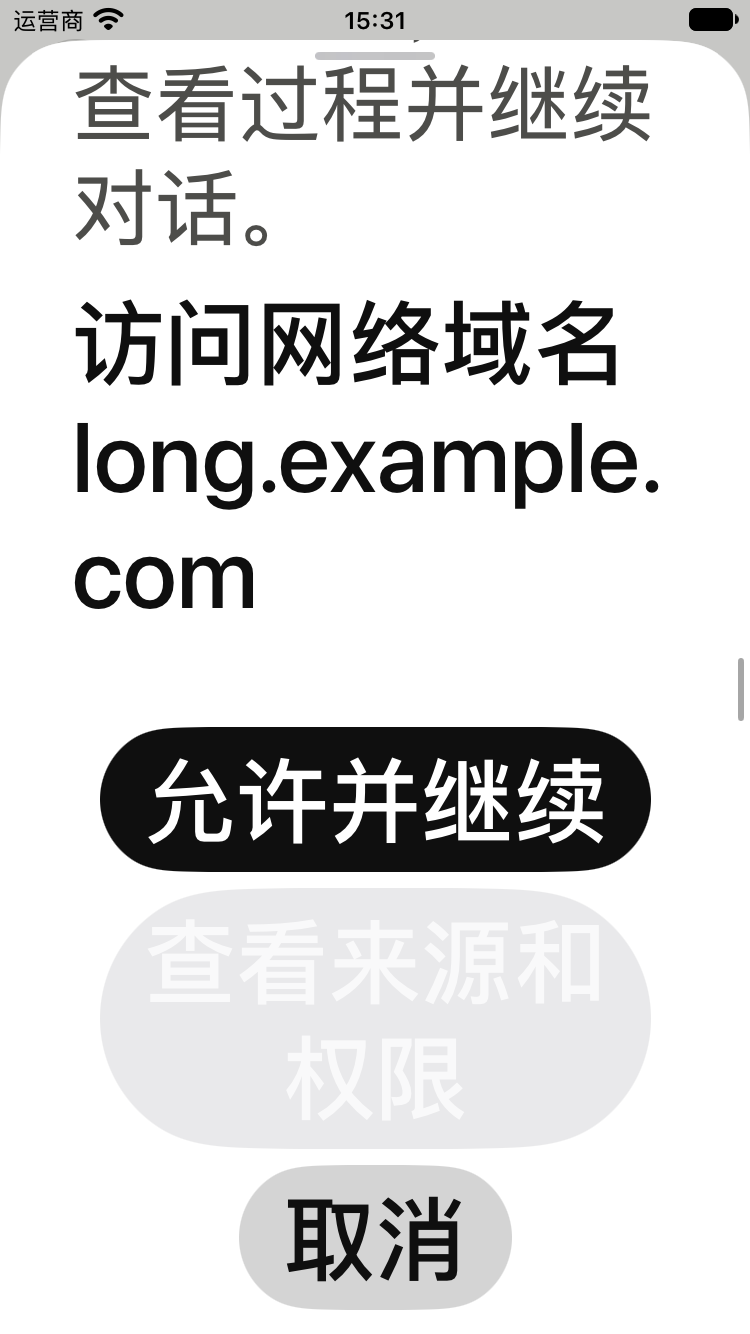 运营商 15:31
查看过程并继续
对话。
访问网络域名
long.example.
com
允许并继续
查看来源和
权限
取消